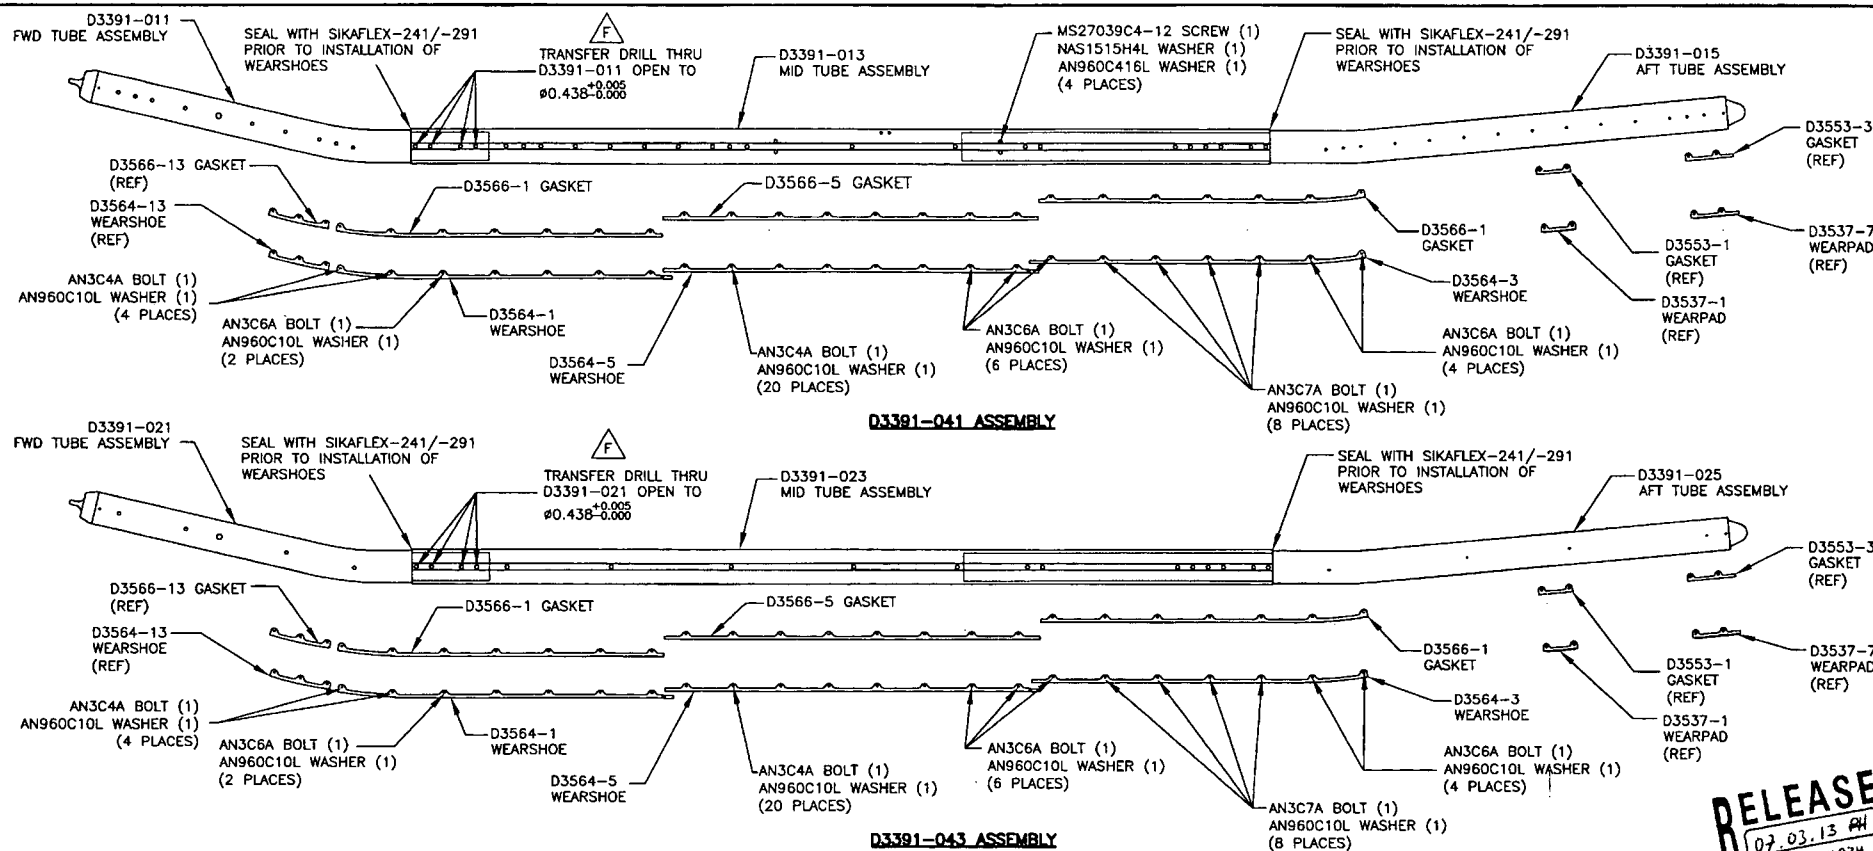 D3391-011
FWD TUBE ASSEMBLY
SEAL WITH SIKAFLEX-241/-291
PRIOR TO INSTALLATION OF
WEARSHOES
F
TRANSFER DRILL THRU
D3391-011 OPEN TO
ø0.438 +0.005 -0.000
D3391-013
MID TUBE ASSEMBLY
MS27039C4-12 SCREW (1)
NAS1515H4L WASHER (1)
AN960C416L WASHER (1)
(4 PLACES)
SEAL WITH SIKAFLEX-241/-291
PRIOR TO INSTALLATION OF
WEARSHOES
D3391-015
AFT TUBE ASSEMBLY
D3553-3
GASKET
(REF)
D3566-13 GASKET
(REF)
D3566-1 GASKET
D3566-5 GASKET
D3564-13
WEARSHOE
(REF)
D3566-1
GASKET
D3553-1
GASKET
(REF)
D3537-7
WEARPAD
(REF)
AN3C4A BOLT (1)
AN960C10L WASHER (1)
(4 PLACES)
AN3C6A BOLT (1)
AN960C10L WASHER (1)
(2 PLACES)
D3564-1
WEARSHOE
D3564-5
WEARSHOE
AN3C4A BOLT (1)
AN960C10L WASHER (1)
(20 PLACES)
AN3C6A BOLT (1)
AN960C10L WASHER (1)
(6 PLACES)
D3564-3
WEARSHOE
D3537-1
WEARPAD
(REF)
AN3C6A BOLT (1)
AN960C10L WASHER (1)
(4 PLACES)
AN3C7A BOLT (1)
AN960C10L WASHER (1)
(8 PLACES)
D3391-041 ASSEMBLY
D3391-021
FWD TUBE ASSEMBLY
SEAL WITH SIKAFLEX-241/-291
PRIOR TO INSTALLATION OF
WEARSHOES
F
TRANSFER DRILL THRU
D3391-021 OPEN TO
ø0.438 +0.005 -0.000
D3391-023
MID TUBE ASSEMBLY
SEAL WITH SIKAFLEX-241/-291
PRIOR TO INSTALLATION OF
WEARSHOES
D3391-025
AFT TUBE ASSEMBLY
D3553-3
GASKET
(REF)
D3566-13 GASKET
(REF)
D3566-1 GASKET
D3566-5 GASKET
D3564-13
WEARSHOE
(REF)
D3566-1
GASKET
D3553-1
GASKET
(REF)
D3537-7
WEARPAD
(REF)
AN3C4A BOLT (1)
AN960C10L WASHER (1)
(4 PLACES)
AN3C6A BOLT (1)
AN960C10L WASHER (1)
(2 PLACES)
D3564-1
WEARSHOE
D3564-5
WEARSHOE
AN3C4A BOLT (1)
AN960C10L WASHER (1)
(20 PLACES)
AN3C6A BOLT (1)
AN960C10L WASHER (1)
(6 PLACES)
D3564-3
WEARSHOE
D3537-1
WEARPAD
(REF)
AN3C6A BOLT (1)
AN960C10L WASHER (1)
(4 PLACES)
AN3C7A BOLT (1)
AN960C10L WASHER (1)
(8 PLACES)
D3391-043 ASSEMBLY
RELEASE
07.03.13